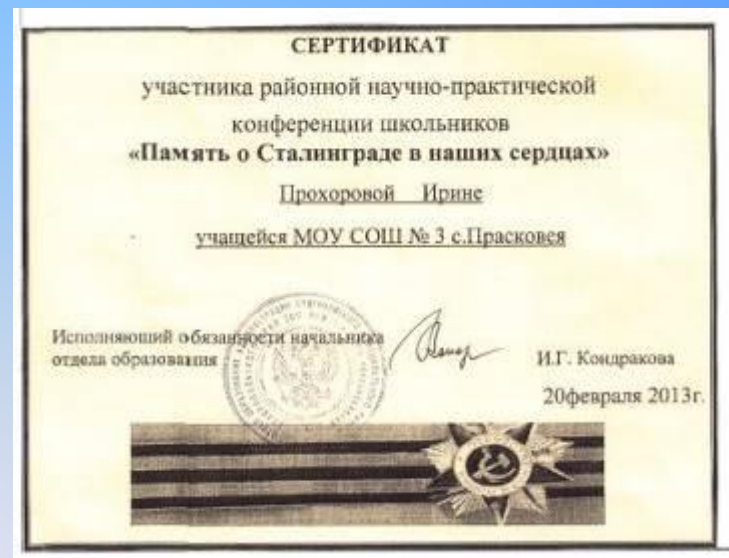 СЕРТИФИКАТ
участника районной научно-практической
конференции школьников
«Память о Сталинграде в наших сердцах»
Прохоровой Ирине
учащейся МОУ СОШ № 3 с.Прасковея
Исполняющий обязанности начальника
отдела образования
И.Г. Кондракова
20февраля 2013г.